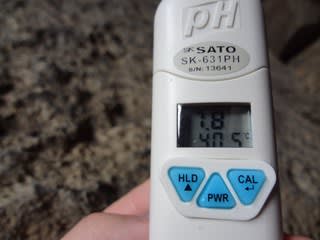 pH
SK SATO
SK-631PH
S/N: 13641
1.8
40.5°C
HLD
CAL
PWR